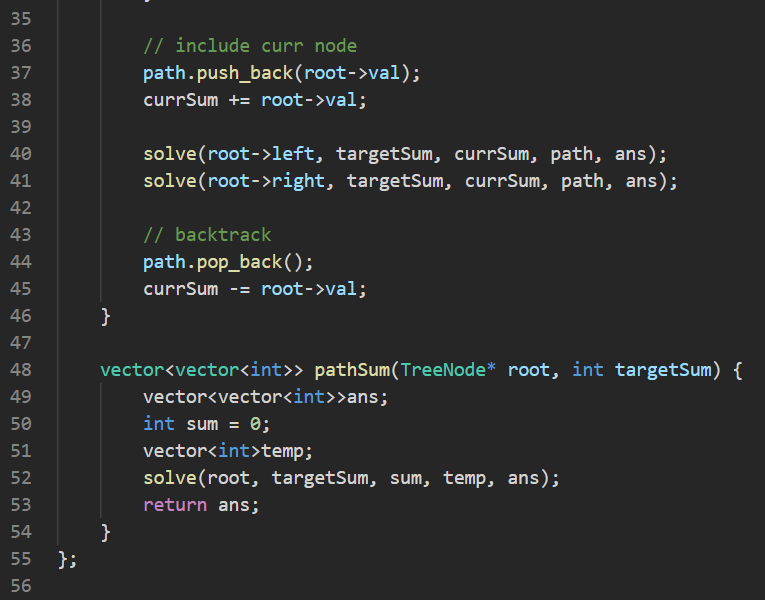 35
36 // include curr node
37 path.push_back(root->val);
38 currSum += root->val;
39
40 solve(root->left, targetSum, currSum, path, ans);
41 solve(root->right, targetSum, currSum, path, ans);
42
43 // backtrack
44 path.pop_back();
45 currSum -= root->val;
46 }
47
48 vector<vector<int>> pathSum(TreeNode* root, int targetSum) {
49 vector<vector<int>>ans;
50 int sum = 0;
51 vector<int>temp;
52 solve(root, targetSum, sum, temp, ans);
53 return ans;
54 }
55 };
56